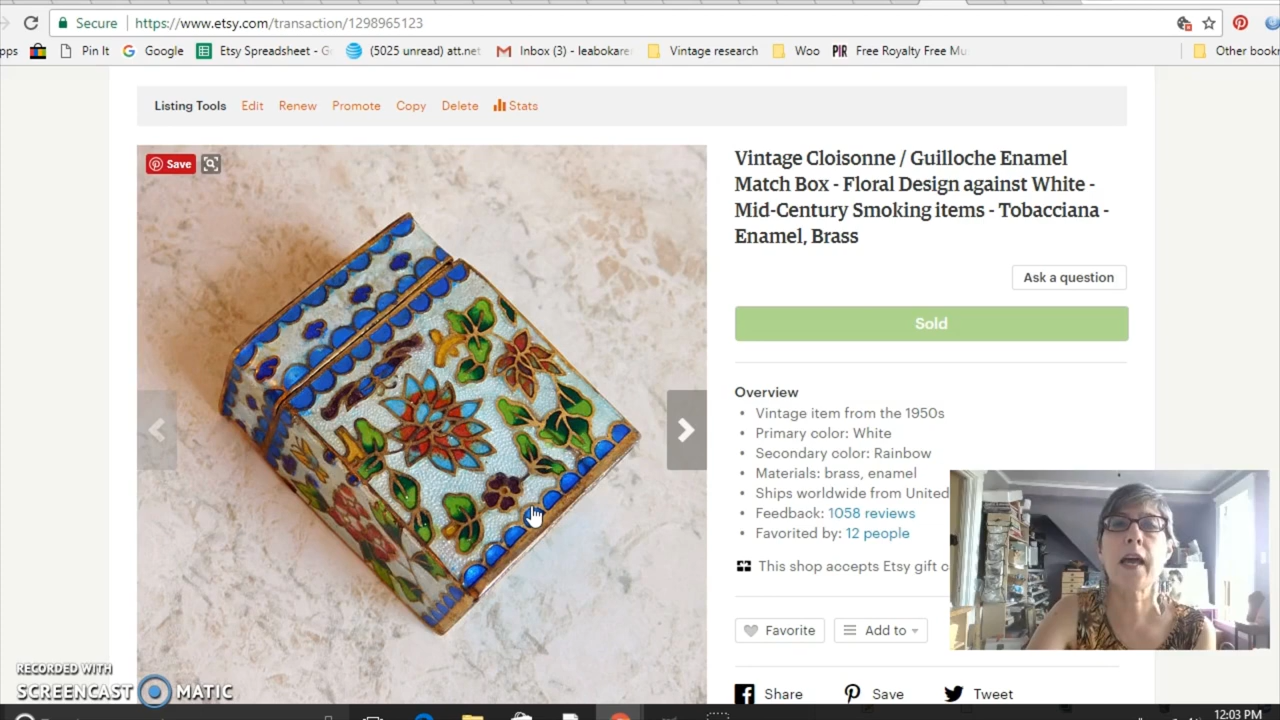 Secure https://www.etsy.com/transaction/1298965123
pps Pin It Google Etsy Spreadsheet - G (5025 unread) att.net Inbox (3) - leabokare Vintage research Woo PIR Free Royalty Free Mu Other bookr
Listing Tools Edit Renew Promote Copy Delete Stats
Save
Vintage Cloisonne / Guilloche Enamel
Match Box - Floral Design against White -
Mid-Century Smoking items - Tobacciana -
Enamel, Brass
Ask a question
Sold
Overview
• Vintage item from the 1950s
• Primary color: White
• Secondary color: Rainbow
• Materials: brass, enamel
• Ships worldwide from United
• Feedback: 1058 reviews
• Favorited by: 12 people
This shop accepts Etsy gift c
Favorite Add to
Share Save Tweet
RECORDED WITH
SCREENCAST MATIC
12:03 PM